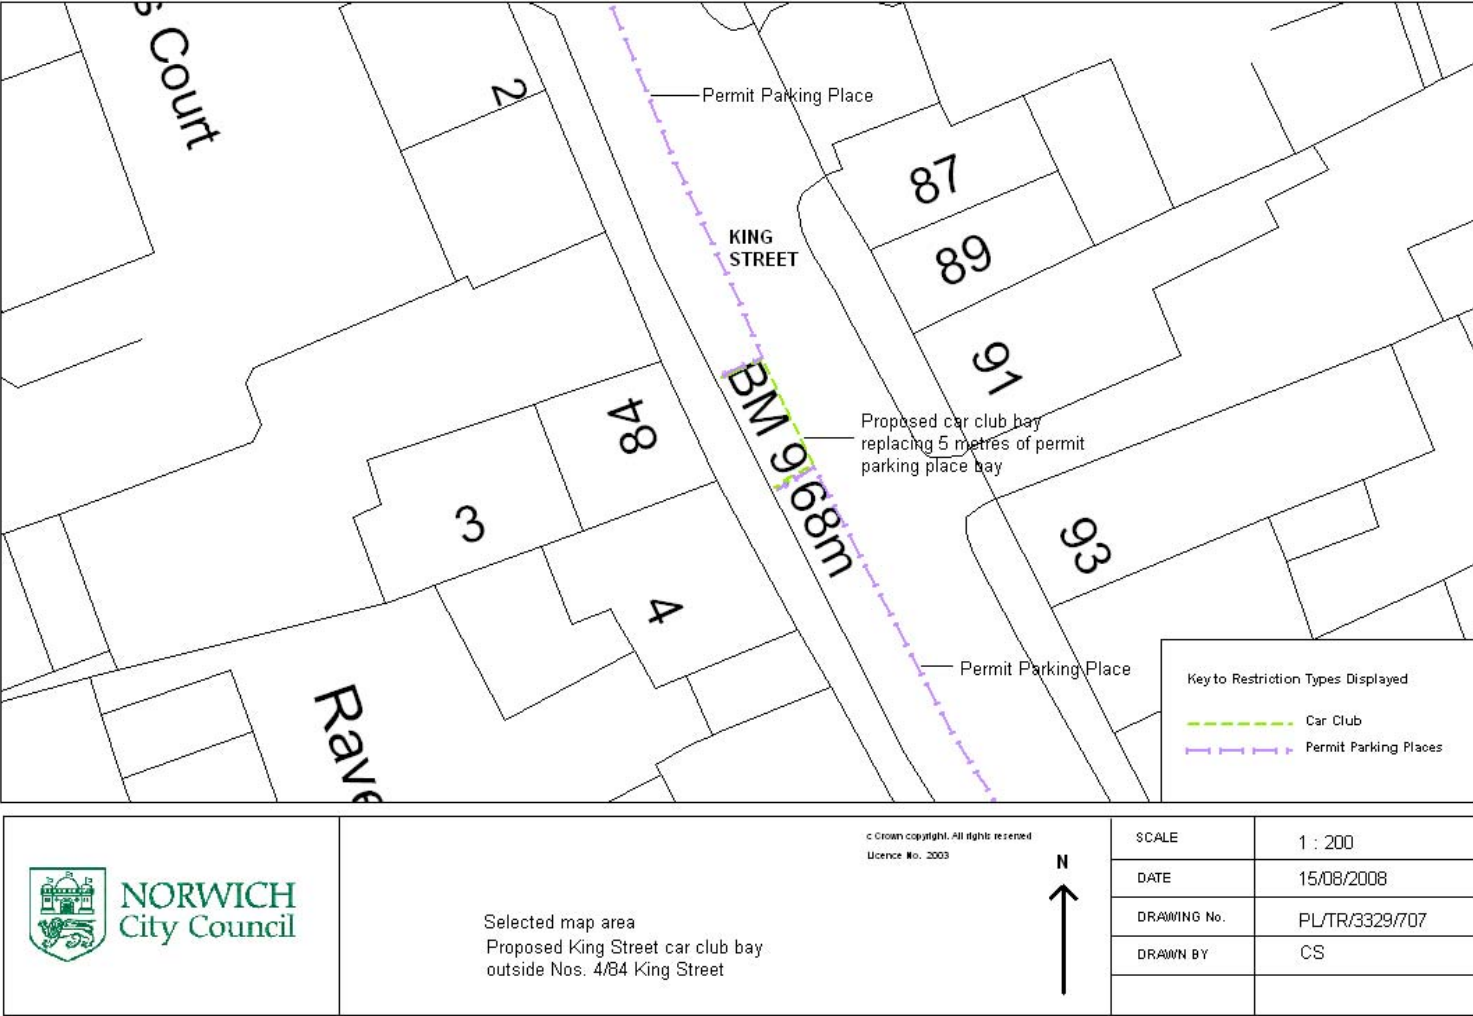 s Court
2
Permit Parking Place
87
KING
STREET
89
91
BM 9 68m
84
Proposed car club bay
replacing 5 metres of permit
parking place bay
3
93
4
Permit Parking Place
Rave
Key to Restriction Types Displayed
Car Club
Permit Parking Places
NORWICH
City Council
Selected map area
Proposed King Street car club bay
outside Nos. 4/84 King Street
c Crown copyright. All rights reserved
Licence No. 2003
N
SCALE 1 : 200
DATE 15/08/2008
DRAWING No. PL/TR/3329/707
DRAWN BY CS